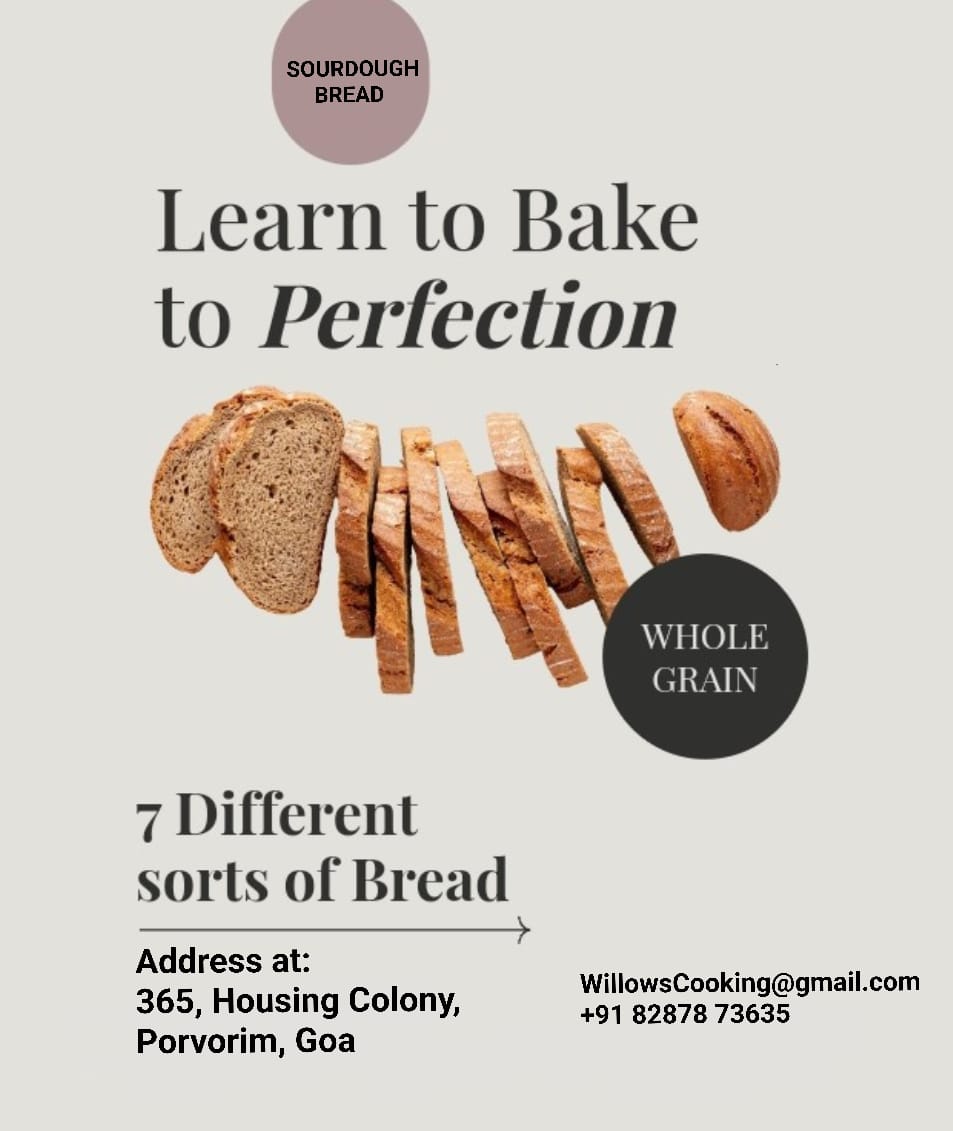 SOURDOUGH
BREAD
Learn to Bake
to Perfection
WHOLE
GRAIN
7 Different
sorts of Bread
Address at:
365, Housing Colony,
Porvorim, Goa
WillowsCooking@gmail.com
+91 82878 73635